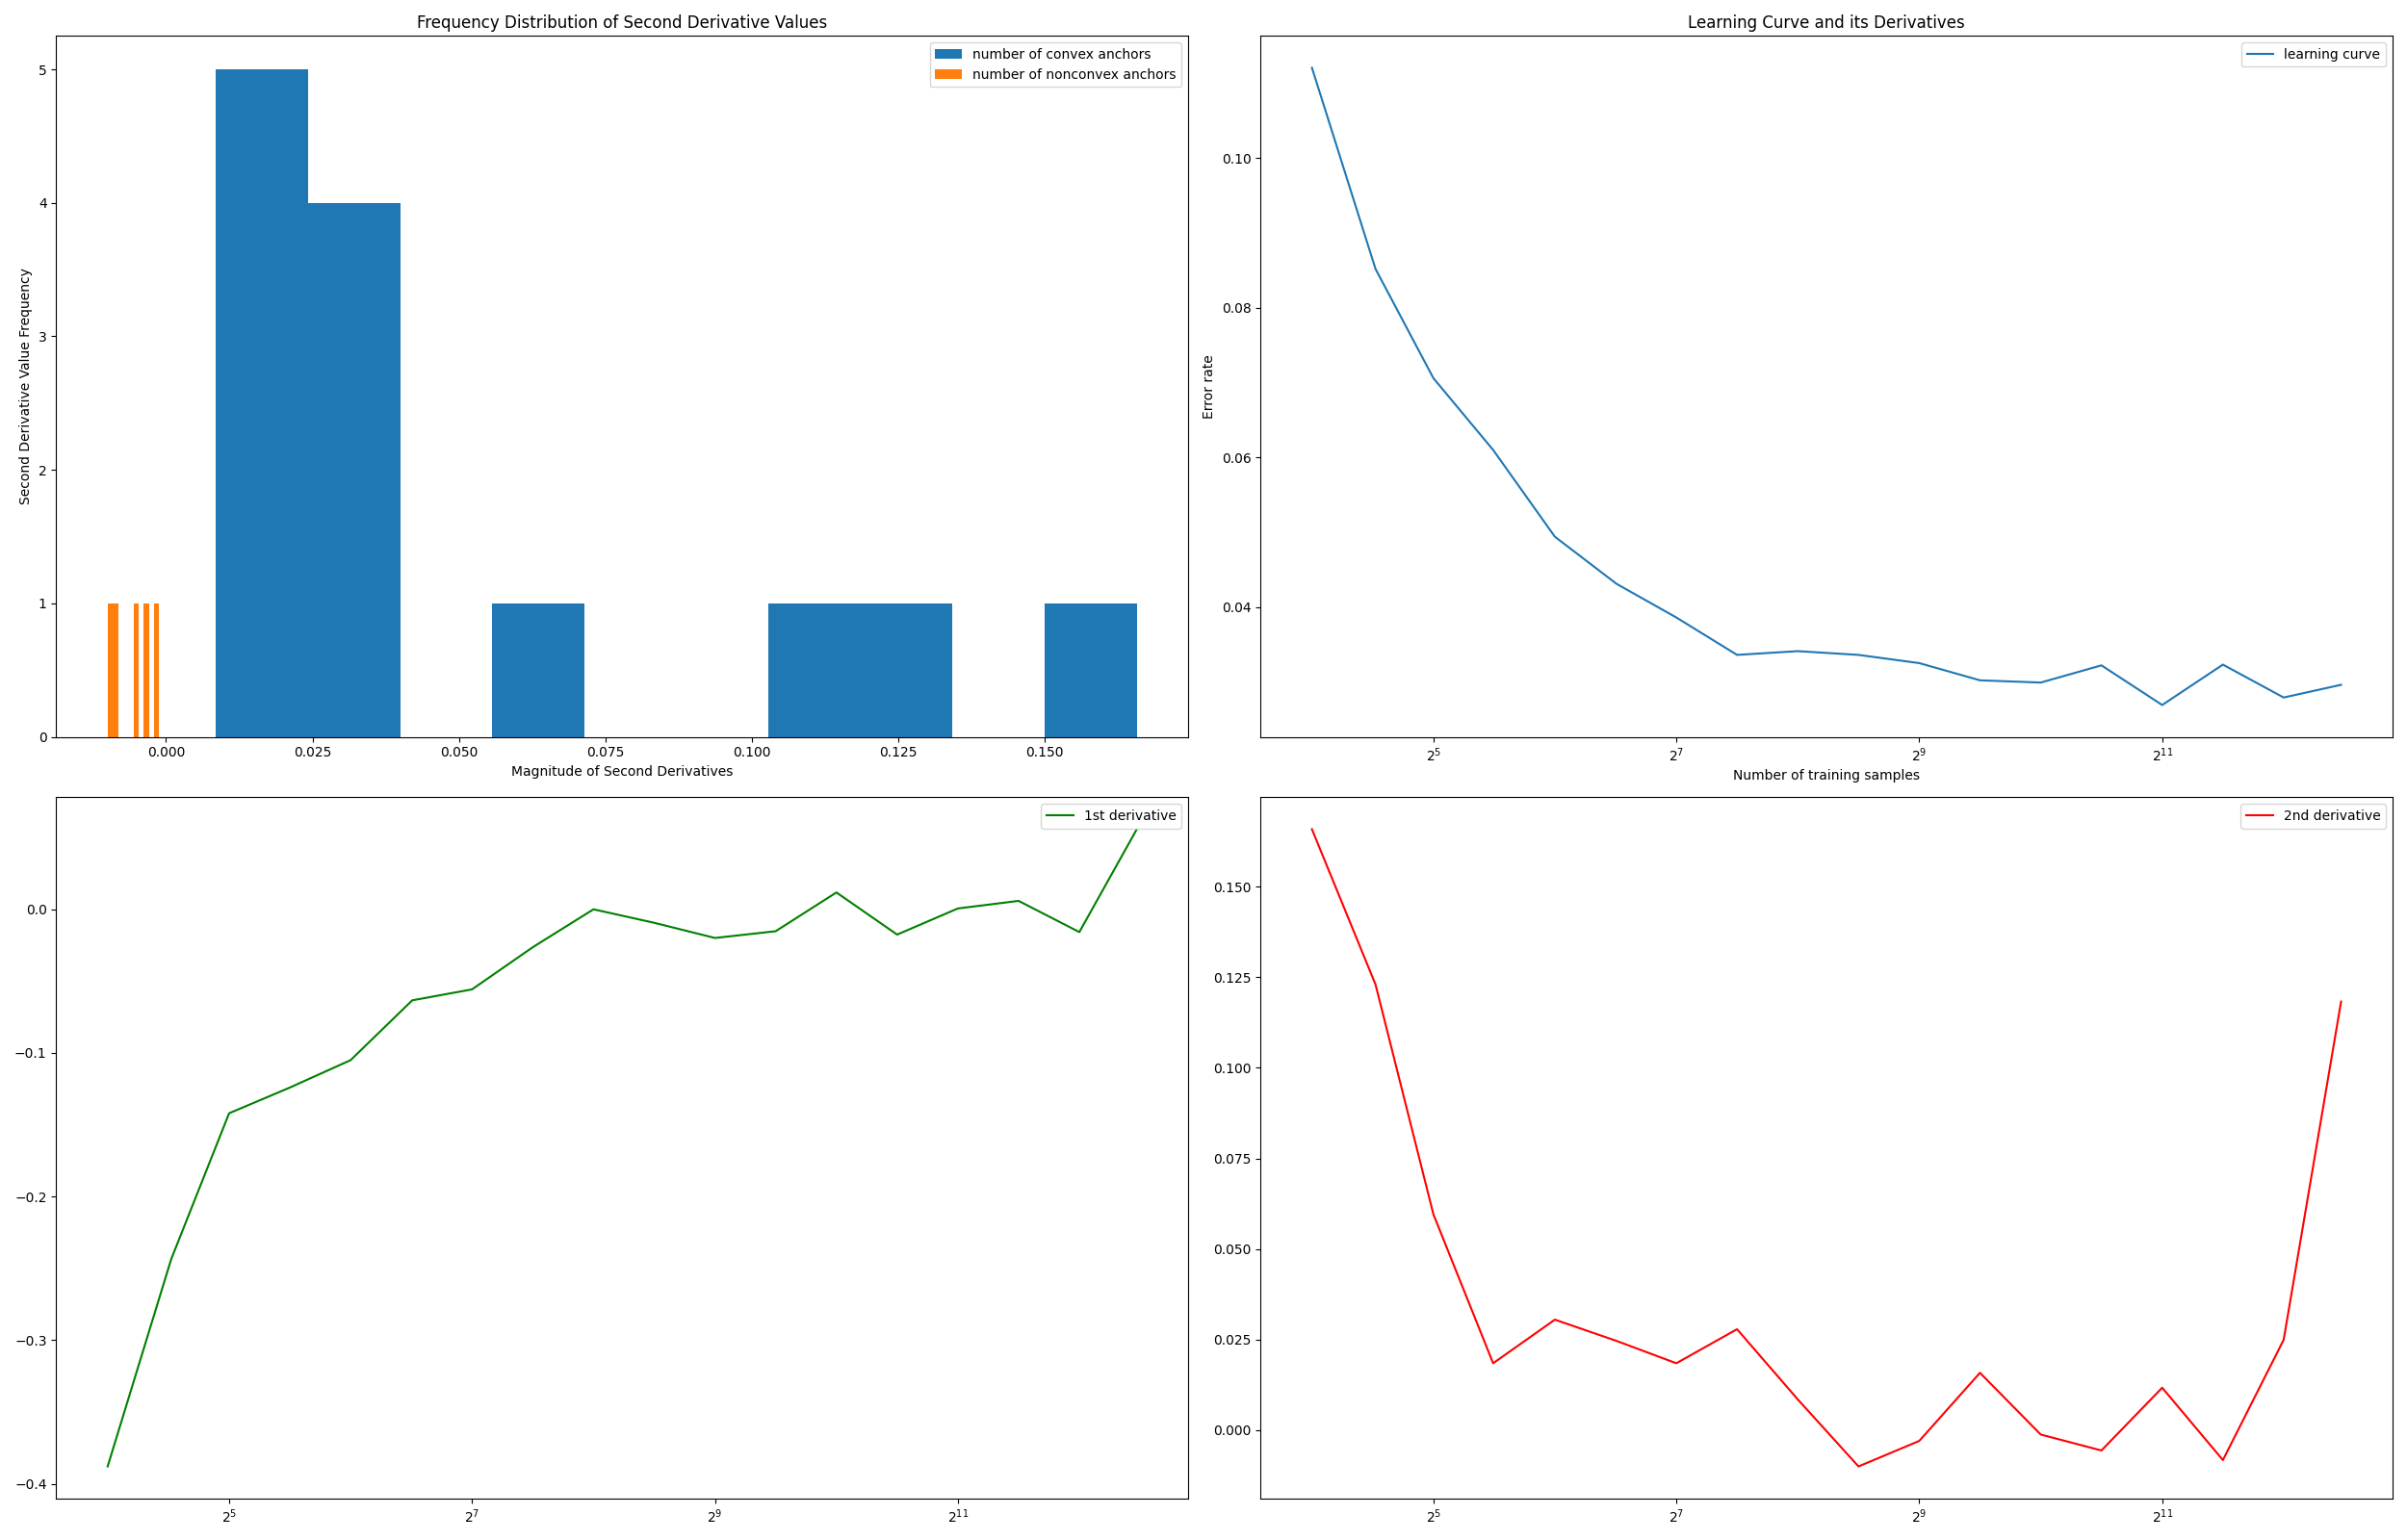 Frequency Distribution of Second Derivative Values
number of convex anchors
number of nonconvex anchors
Second Derivative Value Frequency
5
4
3
2
1
0
0.000 0.025 0.050 0.075 0.100 0.125 0.150
Magnitude of Second Derivatives
Learning Curve and its Derivatives
learning curve
Error rate
0.10
0.08
0.06
0.04
2⁵ 2⁷ 2⁹ 2¹¹
Number of training samples
1st derivative
0.0
−0.1
−0.2
−0.3
−0.4
2⁵ 2⁷ 2⁹ 2¹¹
2nd derivative
0.150
0.125
0.100
0.075
0.050
0.025
0.000
2⁵ 2⁷ 2⁹ 2¹¹